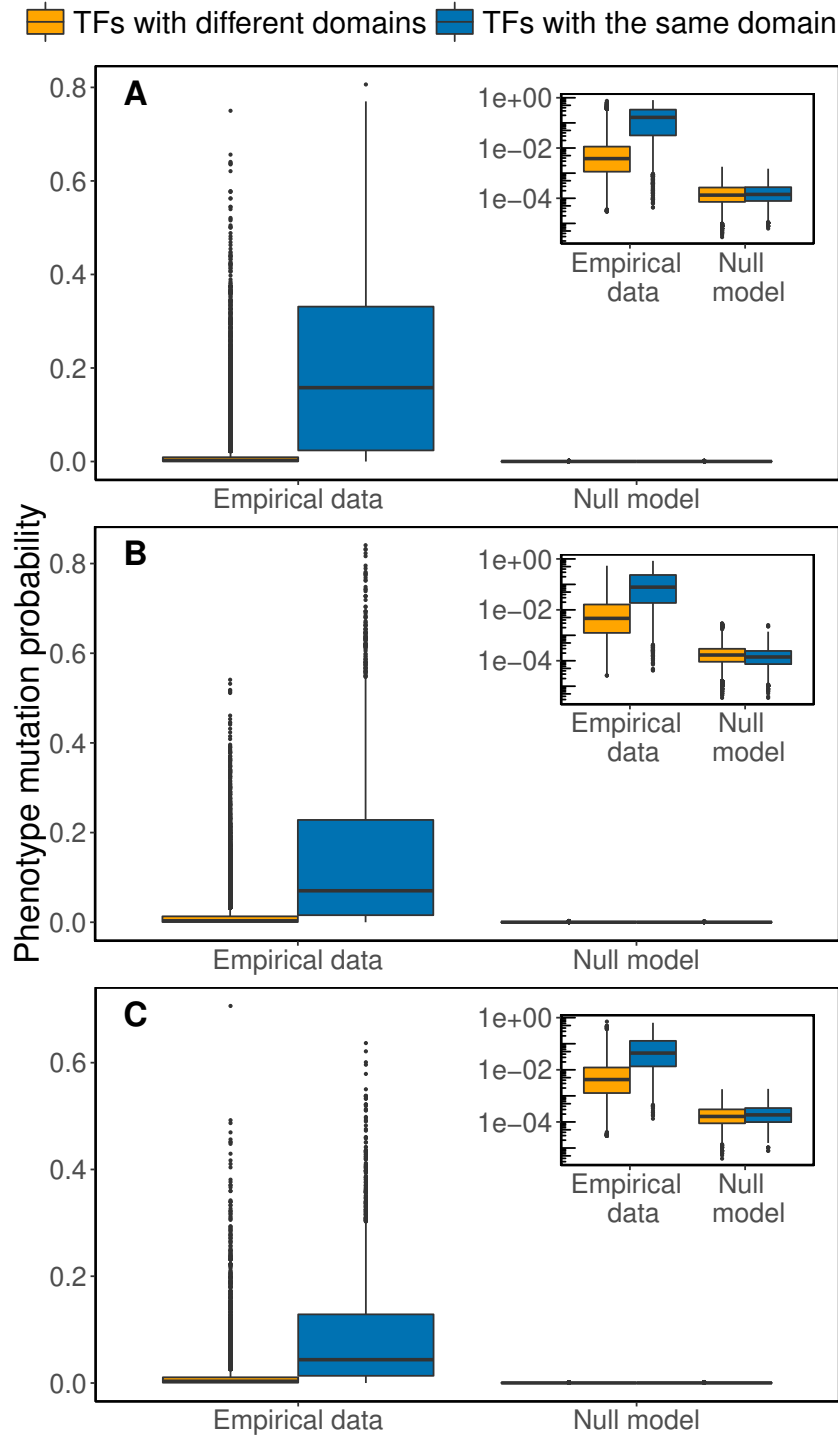 TFs with different domains TFs with the same domain
Phenotype mutation probability
A
0.8
0.6
0.4
0.2
0.0
Empirical data Null model
1e+00
1e−02
1e−04
Empirical Null
data model
B
0.8
0.6
0.4
0.2
0.0
Empirical data Null model
1e+00
1e−02
1e−04
Empirical Null
data model
C
0.6
0.4
0.2
0.0
Empirical data Null model
1e+00
1e−02
1e−04
Empirical Null
data model